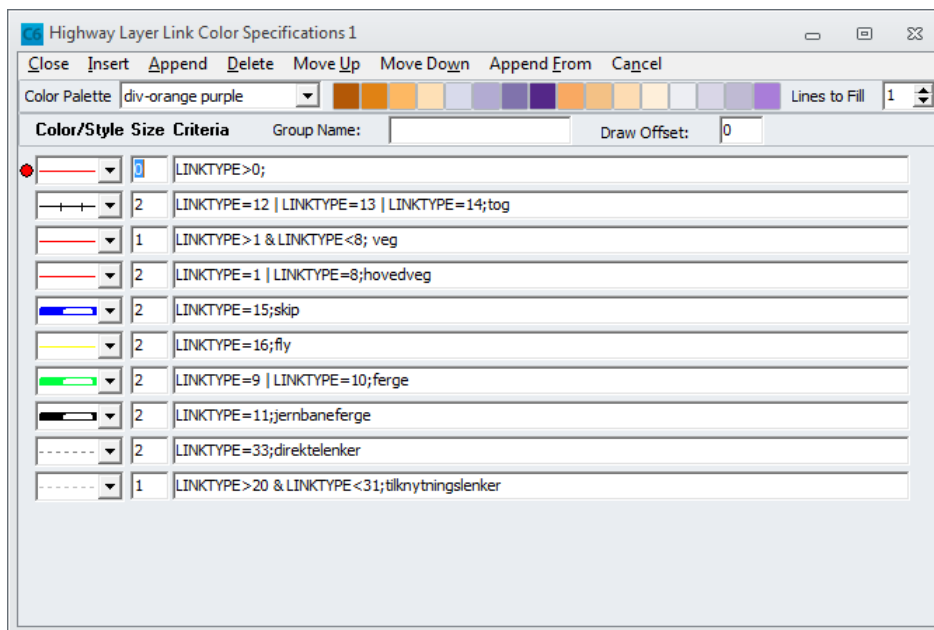 C6 Highway Layer Link Color Specifications 1
Close Insert Append Delete Move Up Move Down Append From Cancel
Color Palette div-orange purple Lines to Fill 1
Color/Style Size Criteria Group Name: Draw Offset: 0
0 LINKTYPE>0;
2 LINKTYPE=12 | LINKTYPE=13 | LINKTYPE=14;tog
1 LINKTYPE>1 & LINKTYPE<8; veg
2 LINKTYPE=1 | LINKTYPE=8;hovedveg
2 LINKTYPE=15;skip
2 LINKTYPE=16;fly
2 LINKTYPE=9 | LINKTYPE=10;ferge
2 LINKTYPE=11;jernbaneferge
2 LINKTYPE=33;direktelenker
1 LINKTYPE>20 & LINKTYPE<31;tilknytningslenker